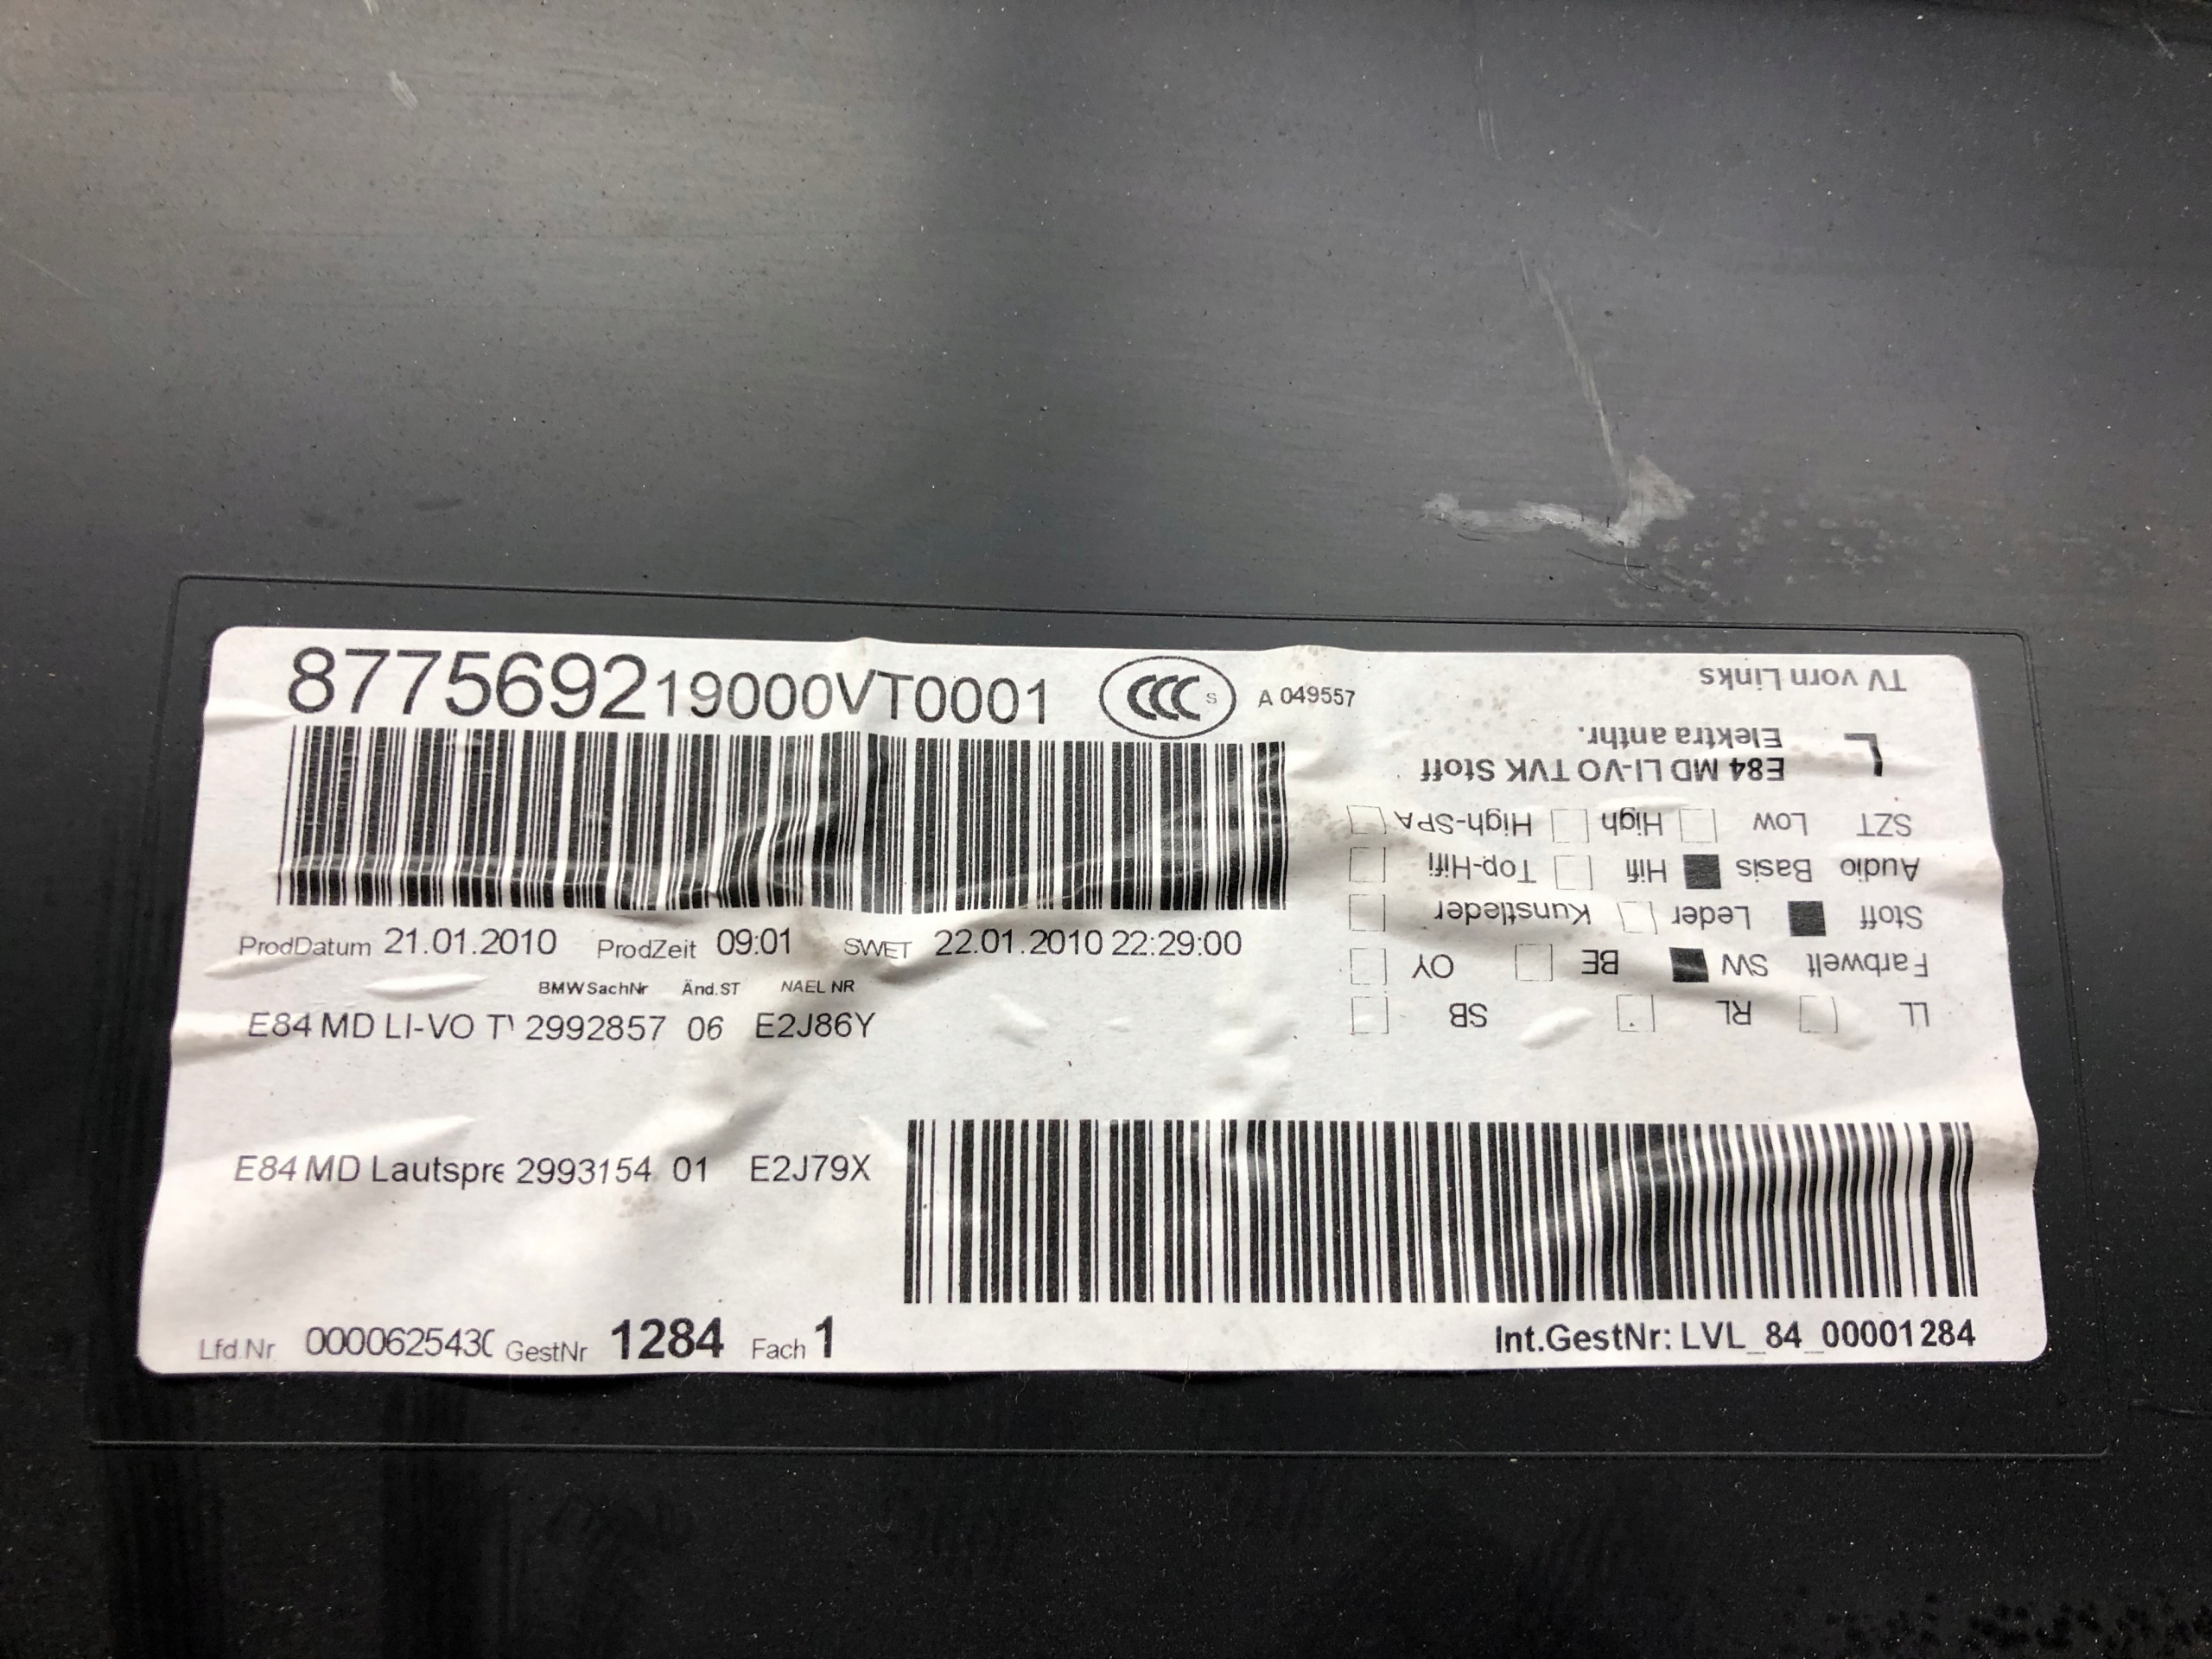 877569219000VT0001 CCC S A 049557
ProdDatum 21.01.2010 ProdZeit 09:01 SWET 22.01.2010 22:29:00
BMWSachNr Änd.ST NAEL NR
E84 MD LI-VO T 2992857 06 E2J86Y
E84 MD Lautspre 2993154 01 E2J79X
Lfd.Nr 000062543 GestNr 1284 Fach 1
Int.GestNr: LVL_84_00001284
LL RL SB
Farbwelt SW BE OY
Stoff Leder Kunstleder
Audio Basis Hifi Top-Hifi
SZT Low High High-SPA
E84 MD LI-VO TVK Stoff
L Elektra anthr.
TV vorn Links